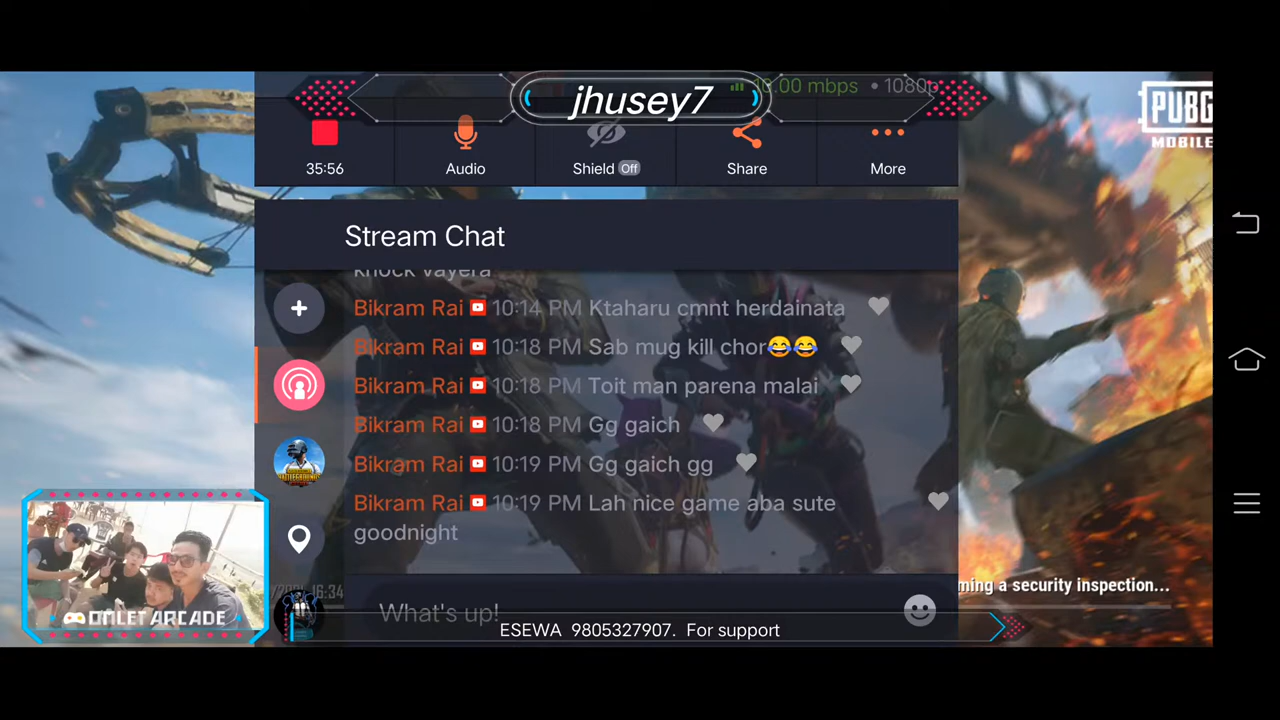 jhusey7
.00 mbps • 1080p
PUBG
MOBILE
35:56
Audio
Shield Off
Share
More
Stream Chat
knock vayera
Bikram Rai 10:14 PM Ktaharu cmnt herdainata
Bikram Rai 10:18 PM Sab mug kill chor😂😂
Bikram Rai 10:18 PM Toit man parena malai
Bikram Rai 10:18 PM Gg gaich
Bikram Rai 10:19 PM Gg gaich gg
Bikram Rai 10:19 PM Lah nice game aba sute
goodnight
16:34
ming a security inspection...
What's up!
OMLET ARCADE
ESEWA 9805327907. For support